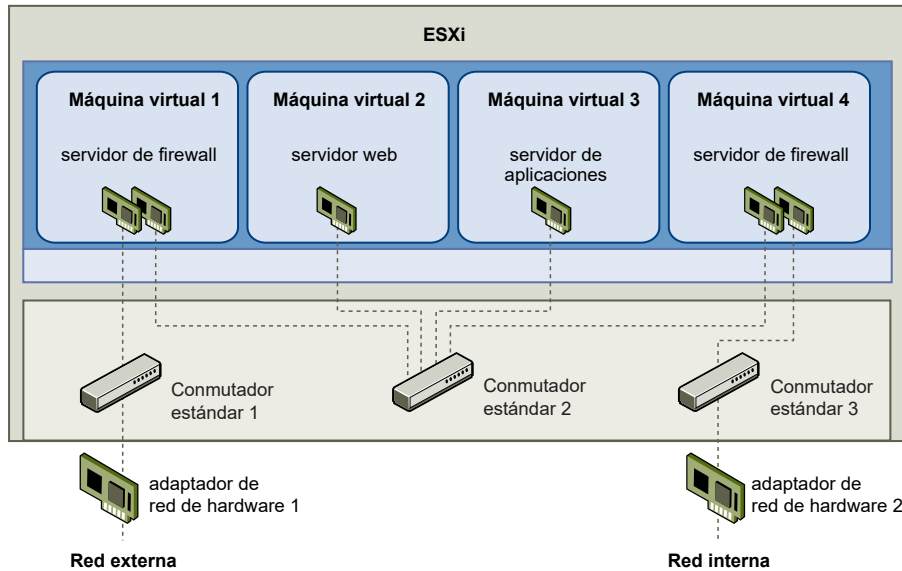 ESXi
Máquina virtual 1
servidor de firewall
Máquina virtual 2
servidor web
Máquina virtual 3
servidor de
aplicaciones
Máquina virtual 4
servidor de firewall
Conmutador
estándar 1
Conmutador
estándar 2
Conmutador
estándar 3
adaptador de
red de hardware 1
adaptador de
red de hardware 2
Red externa
Red interna